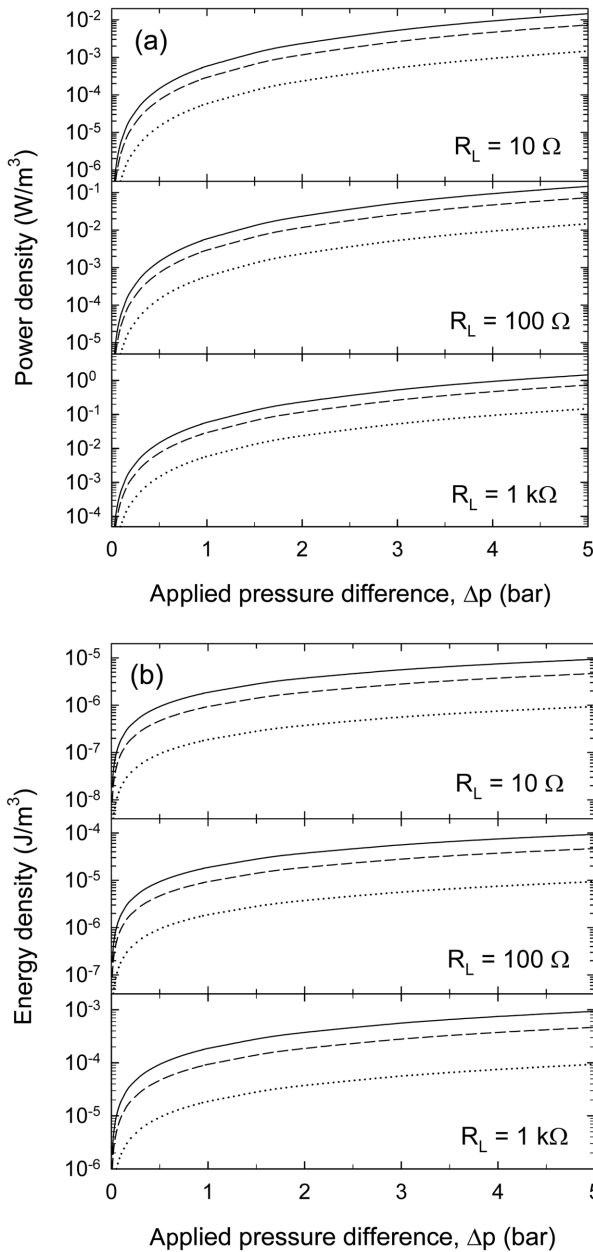 (a)
10⁻²
10⁻³
10⁻⁴
10⁻⁵
10⁻⁶
R_L = 10 Ω
10⁻¹
10⁻²
10⁻³
10⁻⁴
10⁻⁵
R_L = 100 Ω
10⁰
10⁻¹
10⁻²
10⁻³
10⁻⁴
R_L = 1 kΩ
Power density (W/m³)
0 1 2 3 4 5
Applied pressure difference, Δp (bar)
(b)
10⁻⁵
10⁻⁶
10⁻⁷
10⁻⁸
R_L = 10 Ω
10⁻⁴
10⁻⁵
10⁻⁶
10⁻⁷
R_L = 100 Ω
10⁻³
10⁻⁴
10⁻⁵
10⁻⁶
R_L = 1 kΩ
Energy density (J/m³)
0 1 2 3 4 5
Applied pressure difference, Δp (bar)